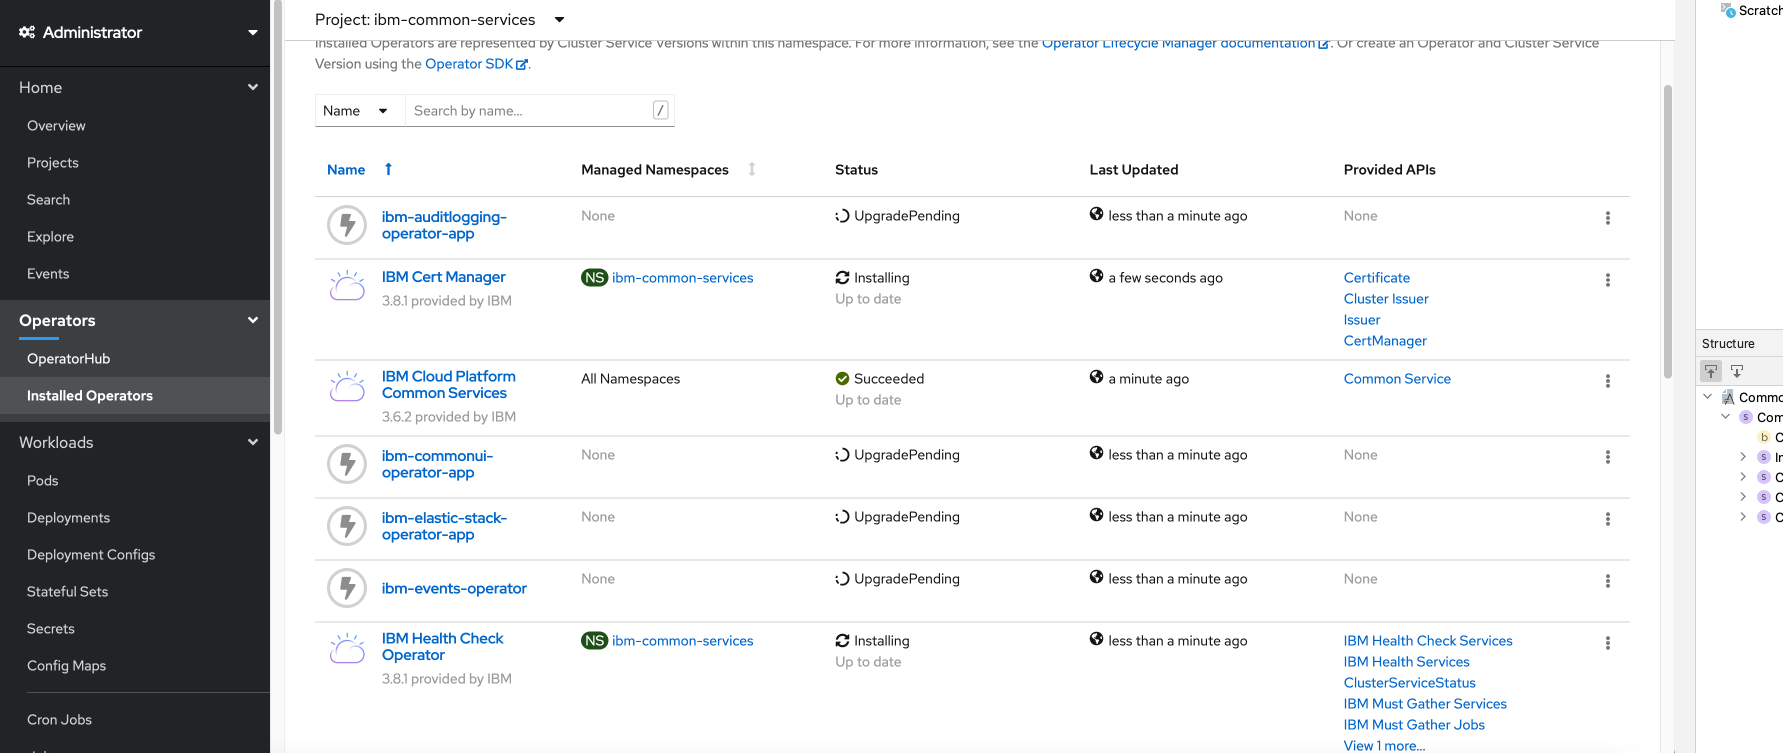 Administrator
Home
Overview
Projects
Search
Explore
Events
Operators
OperatorHub
Installed Operators
Workloads
Pods
Deployments
Deployment Configs
Stateful Sets
Secrets
Config Maps
Cron Jobs
Project: ibm-common-services
Installed Operators are represented by Cluster Service Versions within this namespace. For more information, see the Operator Lifecycle Manager documentation. Or create an Operator and Cluster Service
Version using the Operator SDK.
Name Search by name... /
Name Managed Namespaces Status Last Updated Provided APIs
ibm-auditlogging- None UpgradePending less than a minute ago None
operator-app
IBM Cert Manager NS ibm-common-services Installing a few seconds ago Certificate
3.8.1 provided by IBM Up to date Cluster Issuer
Issuer
CertManager
IBM Cloud Platform All Namespaces Succeeded a minute ago Common Service
Common Services Up to date
3.6.2 provided by IBM
ibm-commonui- None UpgradePending less than a minute ago None
operator-app
ibm-elastic-stack- None UpgradePending less than a minute ago None
operator-app
ibm-events-operator None UpgradePending less than a minute ago None
IBM Health Check NS ibm-common-services Installing less than a minute ago IBM Health Check Services
Operator Up to date IBM Health Services
3.8.1 provided by IBM ClusterServiceStatus
IBM Must Gather Services
IBM Must Gather Jobs
View 1 more...
Scratch
Structure
Commo
s Com
b C
s In
s C
s C
s C